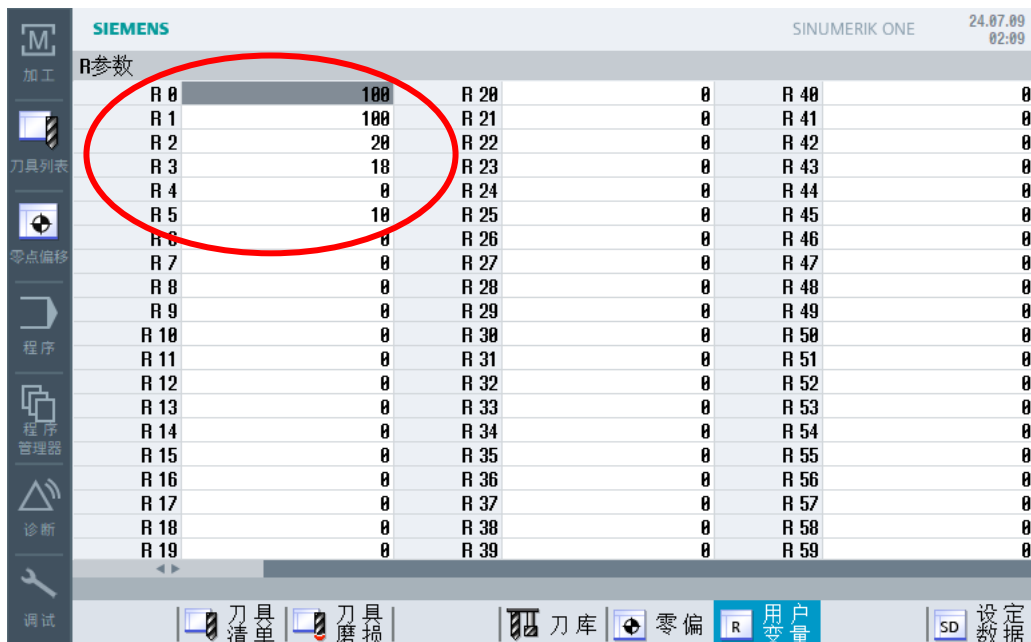 SIEMENS
SINUMERIK ONE
24.07.09
02:09
M
加工
刀具列表
零点偏移
程序
程序
管理器
诊断
调试
R参数
R 0 100 R 20 0 R 40 0
R 1 100 R 21 0 R 41 0
R 2 20 R 22 0 R 42 0
R 3 18 R 23 0 R 43 0
R 4 0 R 24 0 R 44 0
R 5 10 R 25 0 R 45 0
R 6 0 R 26 0 R 46 0
R 7 0 R 27 0 R 47 0
R 8 0 R 28 0 R 48 0
R 9 0 R 29 0 R 49 0
R 10 0 R 30 0 R 50 0
R 11 0 R 31 0 R 51 0
R 12 0 R 32 0 R 52 0
R 13 0 R 33 0 R 53 0
R 14 0 R 34 0 R 54 0
R 15 0 R 35 0 R 55 0
R 16 0 R 36 0 R 56 0
R 17 0 R 37 0 R 57 0
R 18 0 R 38 0 R 58 0
R 19 0 R 39 0 R 59 0
刀具
清单
刀具
磨损
刀库
零偏
R
用户
变量
SD
设定
数据